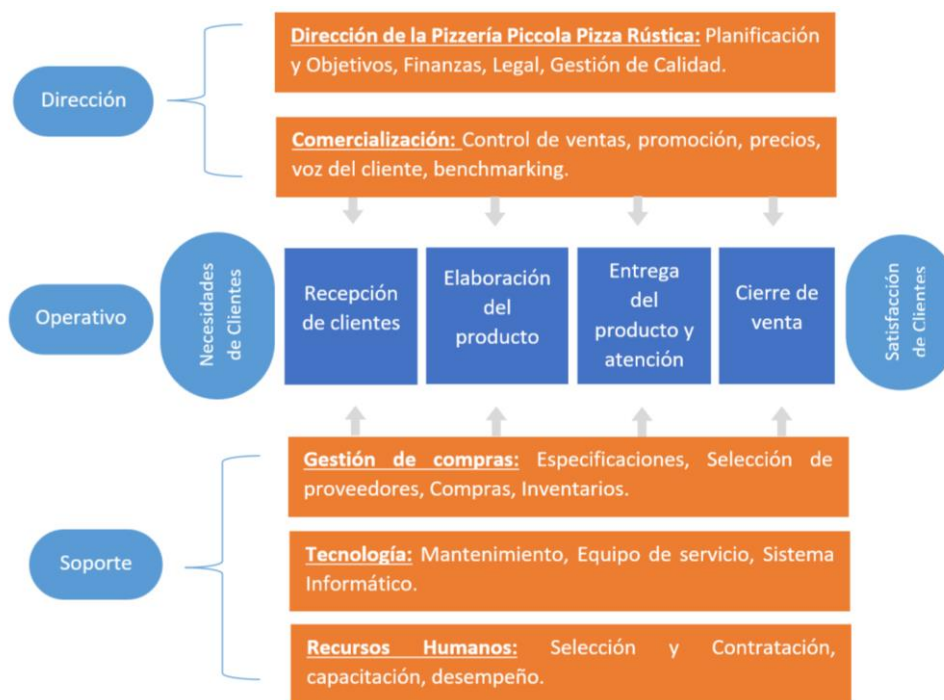 Dirección
Dirección de la Pizzería Piccola Pizza Rústica: Planificación
y Objetivos, Finanzas, Legal, Gestión de Calidad.
Comercialización: Control de ventas, promoción, precios,
voz del cliente, benchmarking.
Operativo
Necesidades
de Clientes
Recepción
de clientes
Elaboración
del
producto
Entrega
del
producto y
atención
Cierre de
venta
Satisfacción
de Clientes
Soporte
Gestión de compras: Especificaciones, Selección de
proveedores, Compras, Inventarios.
Tecnología: Mantenimiento, Equipo de servicio, Sistema
Informático.
Recursos Humanos: Selección y Contratación,
capacitación, desempeño.